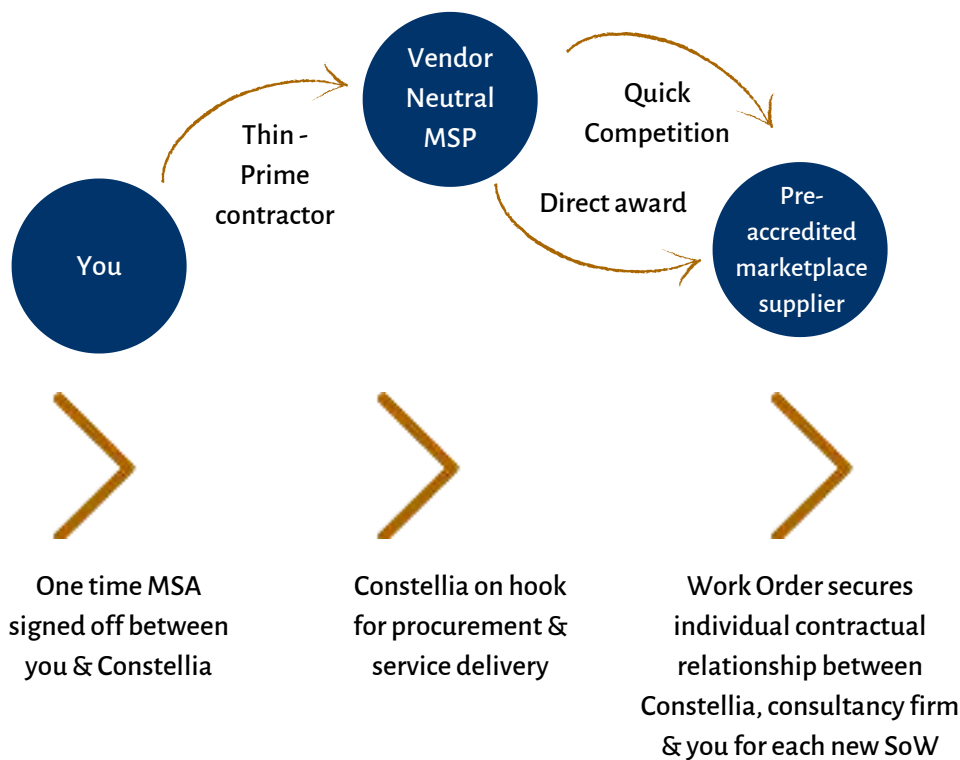 You
Thin -
Prime
contractor
Vendor
Neutral
MSP
Quick
Competition
Direct award
Pre-
accredited
marketplace
supplier
One time MSA
signed off between
you & Constellia
Constellia on hook
for procurement &
service delivery
Work Order secures
individual contractual
relationship between
Constellia, consultancy firm
& you for each new SoW